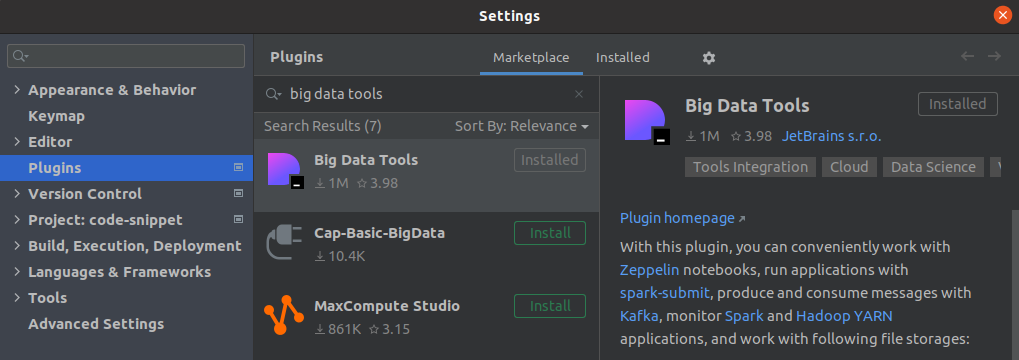 Settings
Appearance & Behavior
Keymap
Editor
Plugins
Version Control
Project: code-snippet
Build, Execution, Deployment
Languages & Frameworks
Tools
Advanced Settings
Plugins
Marketplace
Installed
big data tools
Search Results (7)
Sort By: Relevance
Big Data Tools
Installed
1M 3.98
Cap-Basic-BigData
Install
10.4K
MaxCompute Studio
Install
861K 3.15
Big Data Tools
Installed
1M 3.98 JetBrains s.r.o.
Tools Integration Cloud Data Science
Plugin homepage
With this plugin, you can conveniently work with
Zeppelin notebooks, run applications with
spark-submit, produce and consume messages with
Kafka, monitor Spark and Hadoop YARN
applications, and work with following file storages: